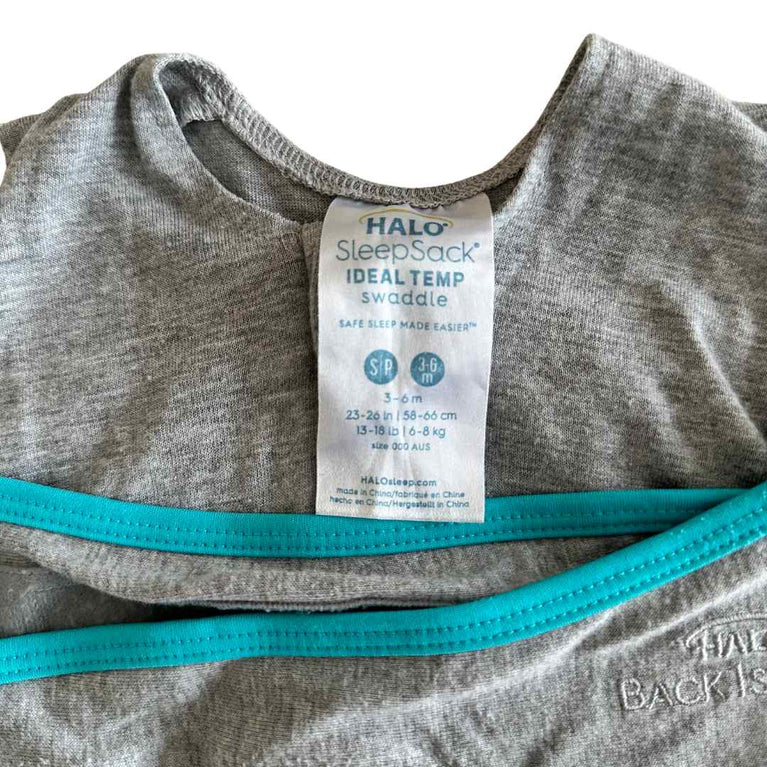 HALO®
SleepSack®
IDEAL TEMP
swaddle
SAFE SLEEP MADE EASIER™
S|P 3-6 m
3-6 m
23-26 in | 58-66 cm
13-18 lb | 6-8 kg
size 000 AUS
HALOsleep.com
made in China/fabriqué en Chine
hecho en China/Hergestellt in China
HAL
BACK IS